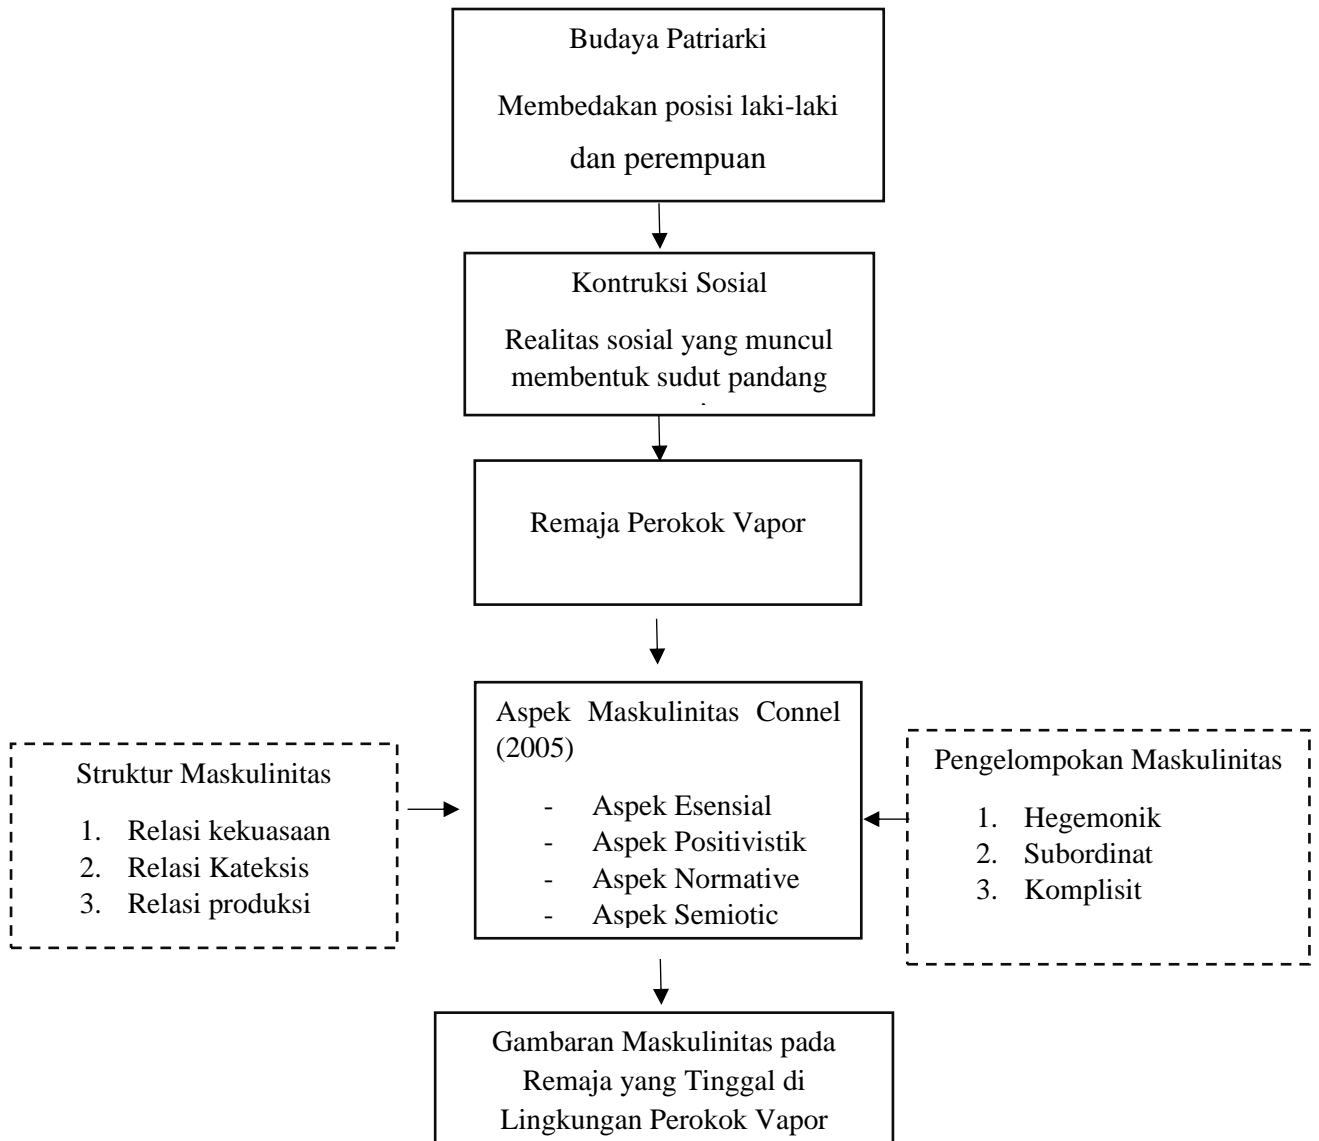 Budaya Patriarki
Membedakan posisi laki-laki
dan perempuan
Kontruksi Sosial
Realitas sosial yang muncul
membentuk sudut pandang
Remaja Perokok Vapor
Aspek Maskulinitas Connel
(2005)
- Aspek Esensial
- Aspek Positivistik
- Aspek Normative
- Aspek Semiotic
Struktur Maskulinitas
1. Relasi kekuasaan
2. Relasi Kateksis
3. Relasi produksi
Pengelompokan Maskulinitas
1. Hegemonik
2. Subordinat
3. Komplisit
Gambaran Maskulinitas pada
Remaja yang Tinggal di
Lingkungan Perokok Vapor